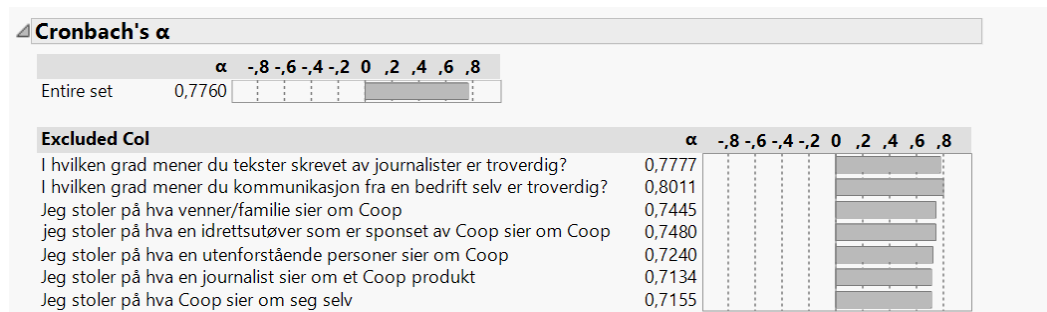 Cronbach's α
α -,8 -,6 -,4 -,2 0 ,2 ,4 ,6 ,8
Entire set 0,7760
Excluded Col α -,8 -,6 -,4 -,2 0 ,2 ,4 ,6 ,8
I hvilken grad mener du tekster skrevet av journalister er troverdig? 0,7777
I hvilken grad mener du kommunikasjon fra en bedrift selv er troverdig? 0,8011
Jeg stoler på hva venner/familie sier om Coop 0,7445
jeg stoler på hva en idrettsutøver som er sponset av Coop sier om Coop 0,7480
Jeg stoler på hva en utenforstående personer sier om Coop 0,7240
Jeg stoler på hva en journalist sier om et Coop produkt 0,7134
Jeg stoler på hva Coop sier om seg selv 0,7155